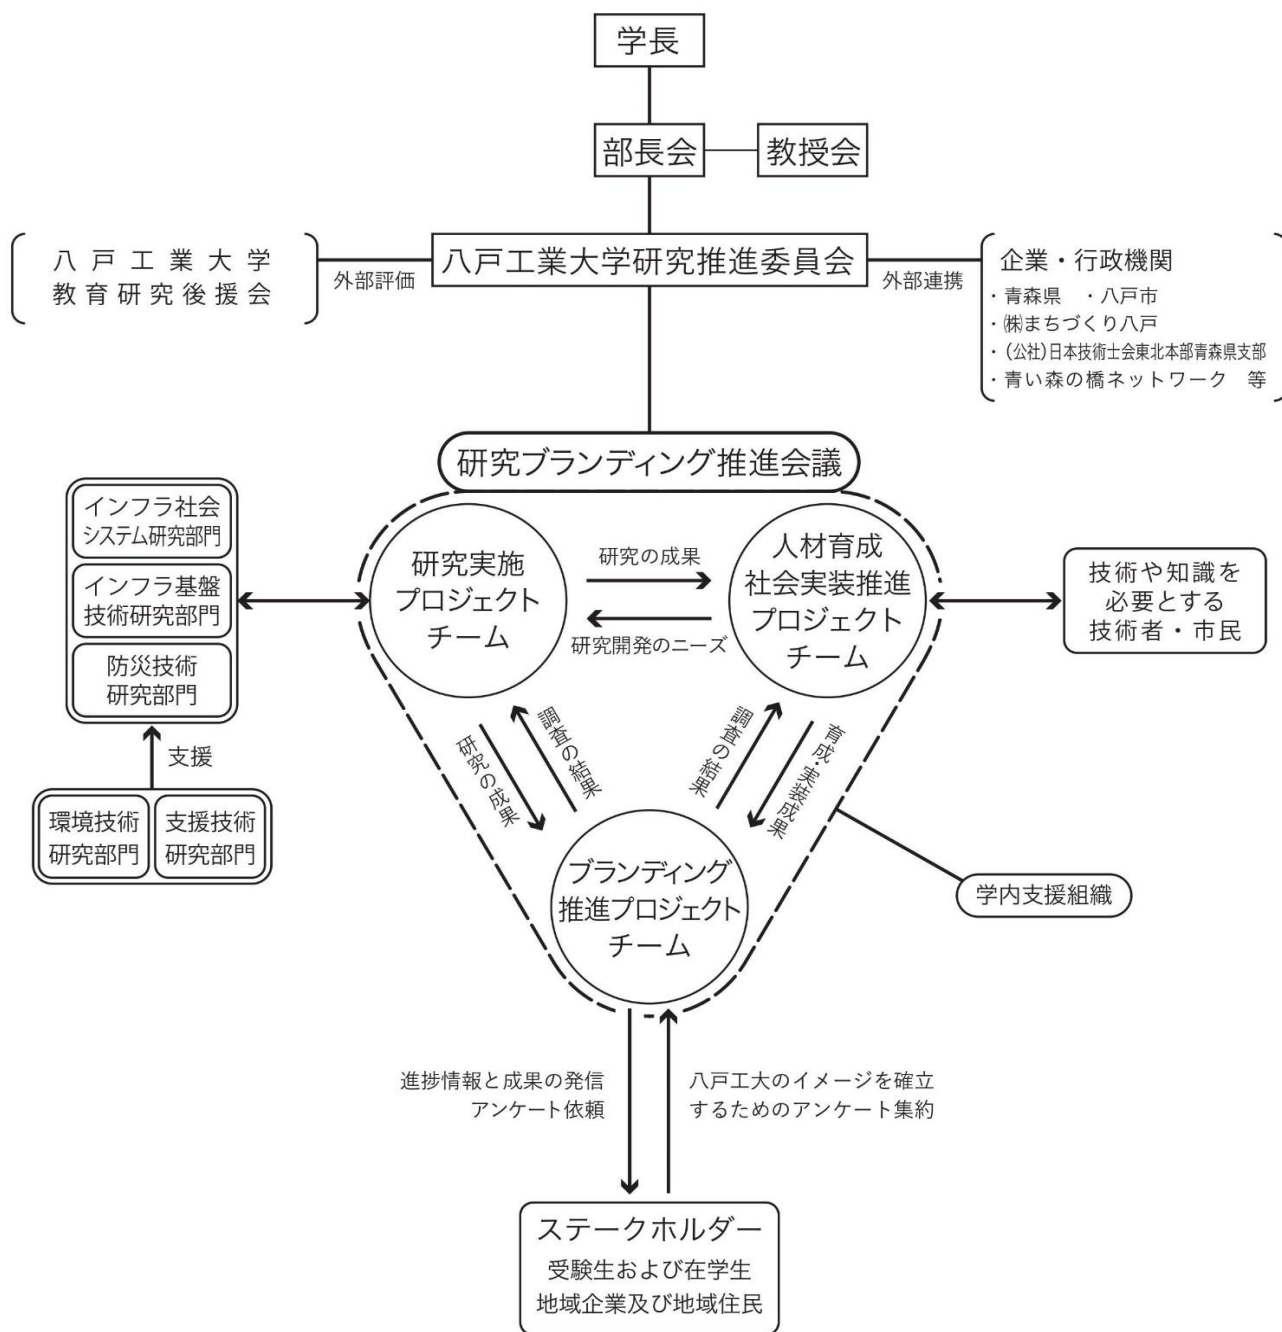 学長
部長会
教授会
八戸工業大学
教育研究後援会
外部評価
八戸工業大学研究推進委員会
外部連携
企業・行政機関
・青森県　・八戸市
・㈱まちづくり八戸
・(公社)日本技術士会東北本部青森県支部
・青い森の橋ネットワーク　等
研究ブランディング推進会議
インフラ社会
システム研究部門
インフラ基盤
技術研究部門
防災技術
研究部門
支援
環境技術
研究部門
支援技術
研究部門
研究実施
プロジェクト
チーム
研究の成果
研究開発のニーズ
人材育成
社会実装推進
プロジェクト
チーム
技術や知識を
必要とする
技術者・市民
研究の成果
調査の結果
調査の結果
育成・実装成果
ブランディング
推進プロジェクト
チーム
学内支援組織
進捗情報と成果の発信
アンケート依頼
八戸工大のイメージを確立
するためのアンケート集約
ステークホルダー
受験生および在学生
地域企業及び地域住民